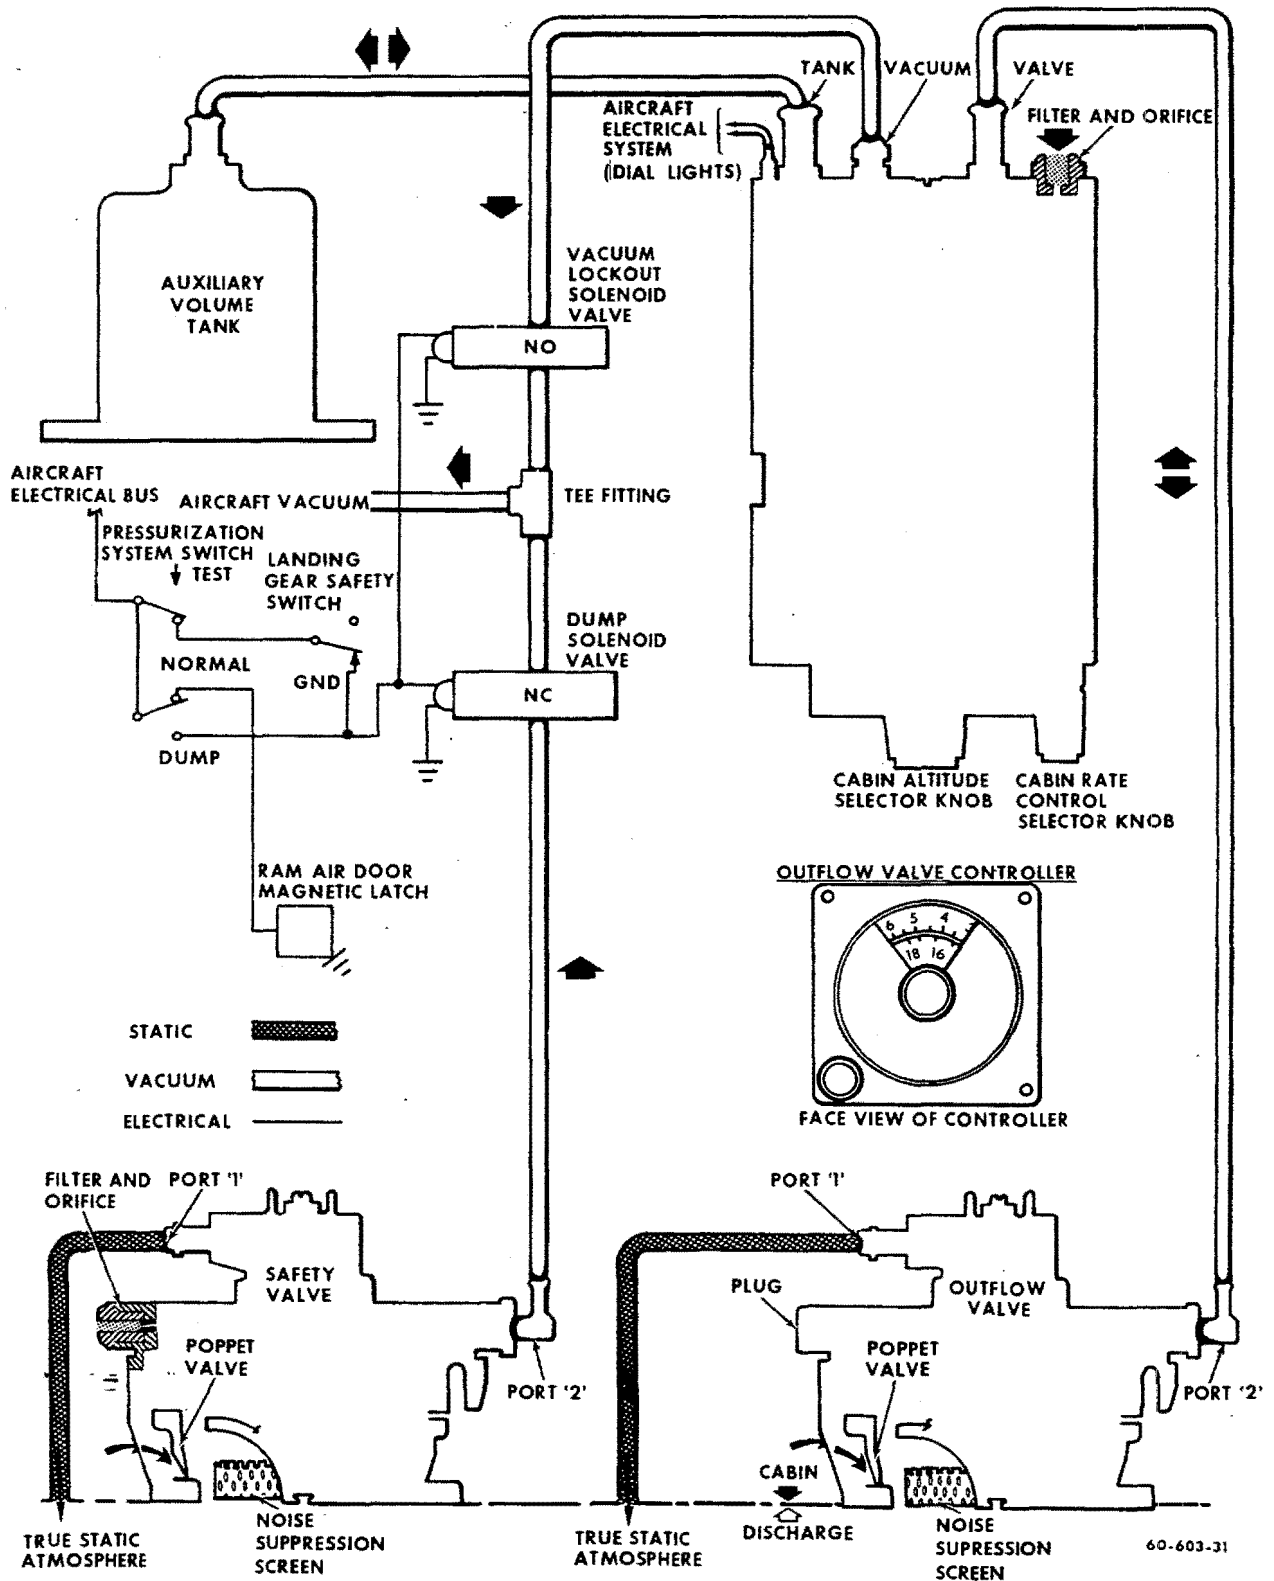 TANK
VACUUM
VALVE
AIRCRAFT
ELECTRICAL
SYSTEM
(DIAL LIGHTS)
FILTER AND ORIFICE
AUXILIARY
VOLUME
TANK
VACUUM
LOCKOUT
SOLENOID
VALVE
NO
AIRCRAFT
ELECTRICAL BUS
AIRCRAFT VACUUM
TEE FITTING
PRESSURIZATION
SYSTEM SWITCH
TEST
LANDING
GEAR SAFETY
SWITCH
NORMAL
GND
DUMP
DUMP
SOLENOID
VALVE
NC
CABIN ALTITUDE
SELECTOR KNOB
CABIN RATE
CONTROL
SELECTOR KNOB
RAM AIR DOOR
MAGNETIC LATCH
OUTFLOW VALVE CONTROLLER
6 5 4
18 16
FACE VIEW OF CONTROLLER
STATIC
VACUUM
ELECTRICAL
FILTER AND
ORIFICE
PORT '1'
SAFETY
VALVE
POPPET
VALVE
PORT '2'
NOISE
SUPPRESSION
SCREEN
TRUE STATIC
ATMOSPHERE
PORT '1'
PLUG
OUTFLOW
VALVE
POPPET
VALVE
PORT '2'
CABIN
DISCHARGE
NOISE
SUPRESSION
SCREEN
TRUE STATIC
ATMOSPHERE
60-603-31